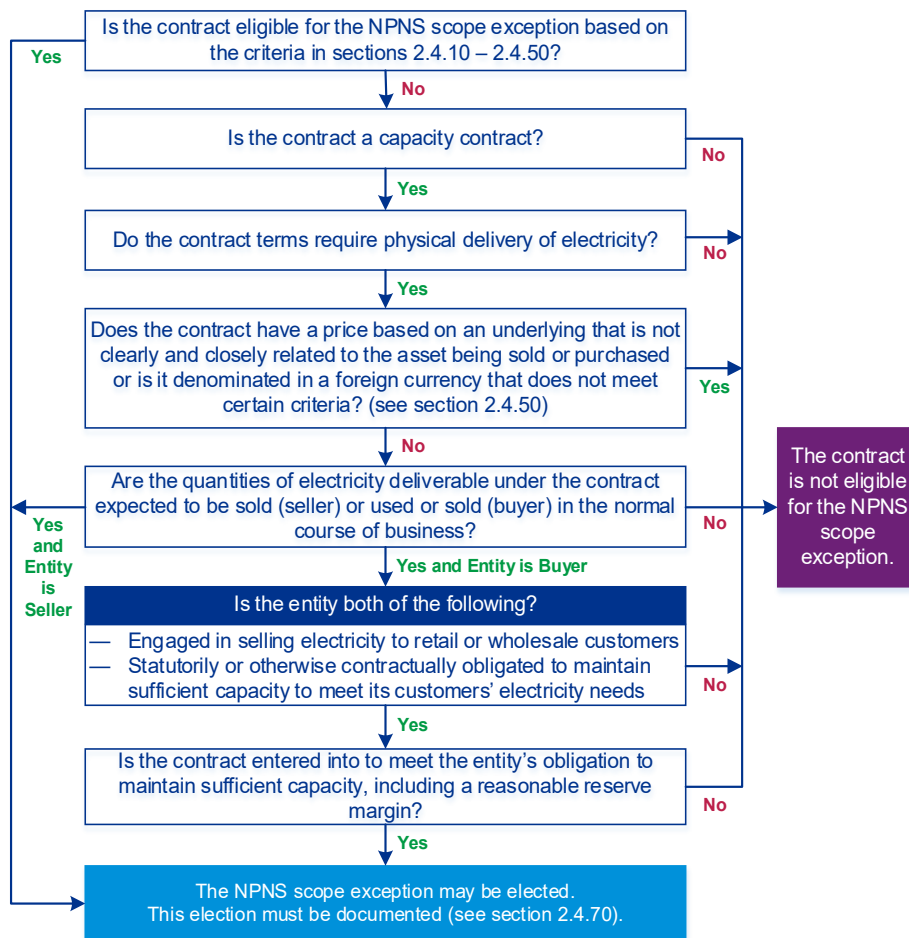 Is the contract eligible for the NPNS scope exception based on
the criteria in sections 2.4.10 – 2.4.50?
Yes
No
Is the contract a capacity contract?
No
Yes
Do the contract terms require physical delivery of electricity?
No
Yes
Does the contract have a price based on an underlying that is not
clearly and closely related to the asset being sold or purchased
or is it denominated in a foreign currency that does not meet
certain criteria? (see section 2.4.50)
Yes
No
Are the quantities of electricity deliverable under the contract
expected to be sold (seller) or used or sold (buyer) in the normal
course of business?
Yes
and
Entity
is
Seller
No
The contract
is not eligible
for the NPNS
scope
exception.
Yes and Entity is Buyer
Is the entity both of the following?
— Engaged in selling electricity to retail or wholesale customers
— Statutorily or otherwise contractually obligated to maintain
sufficient capacity to meet its customers’ electricity needs
No
Yes
Is the contract entered into to meet the entity’s obligation to
maintain sufficient capacity, including a reasonable reserve
margin?
No
Yes
The NPNS scope exception may be elected.
This election must be documented (see section 2.4.70).